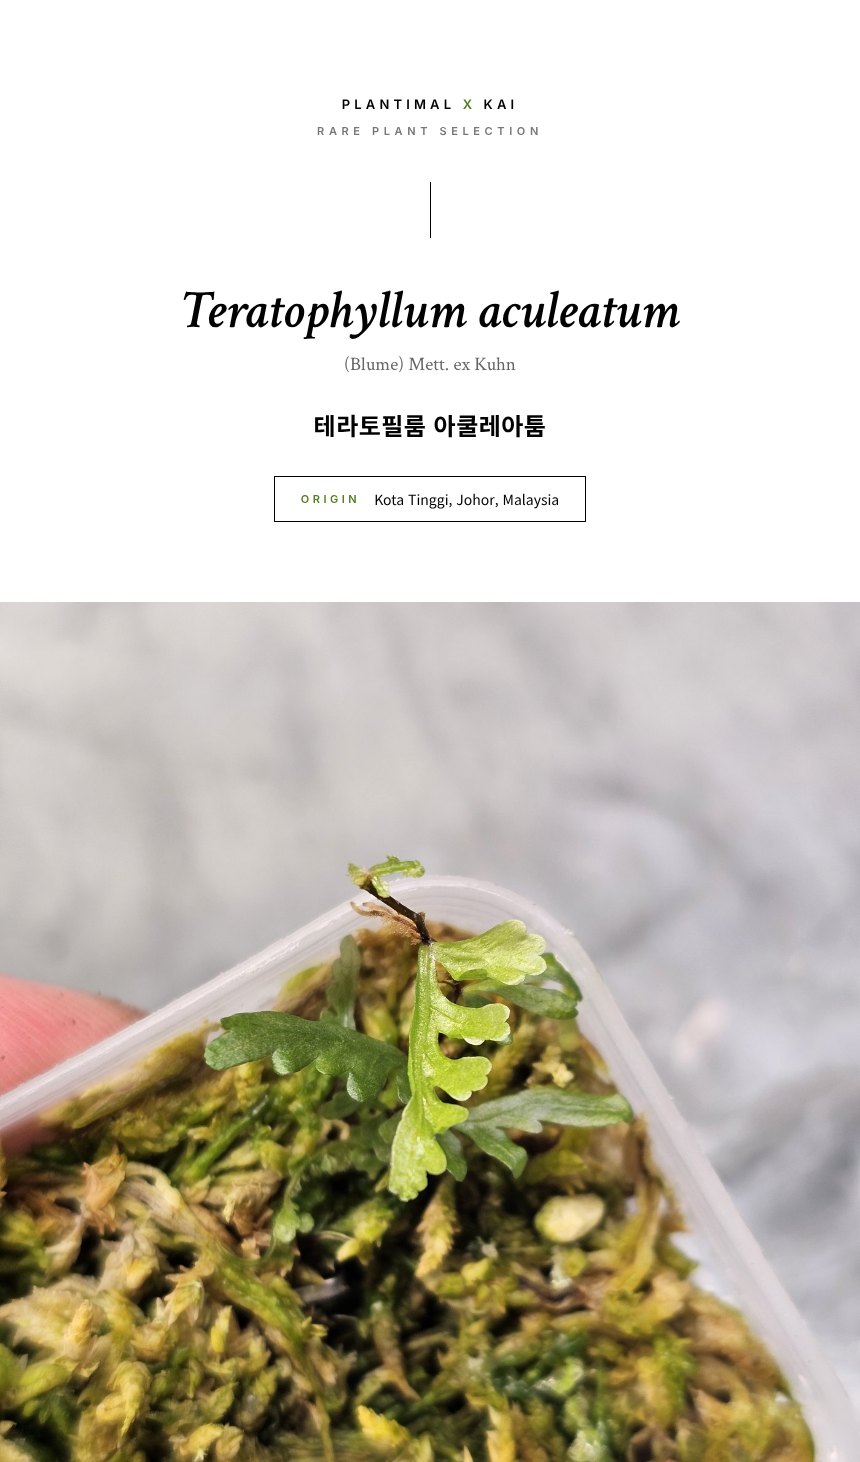 PLANTIMAL X KAI
RARE PLANT SELECTION
Teratophyllum aculeatum
(Blume) Mett. ex Kuhn
테라토필룸 아쿨레아툼
ORIGIN Kota Tinggi, Johor, Malaysia